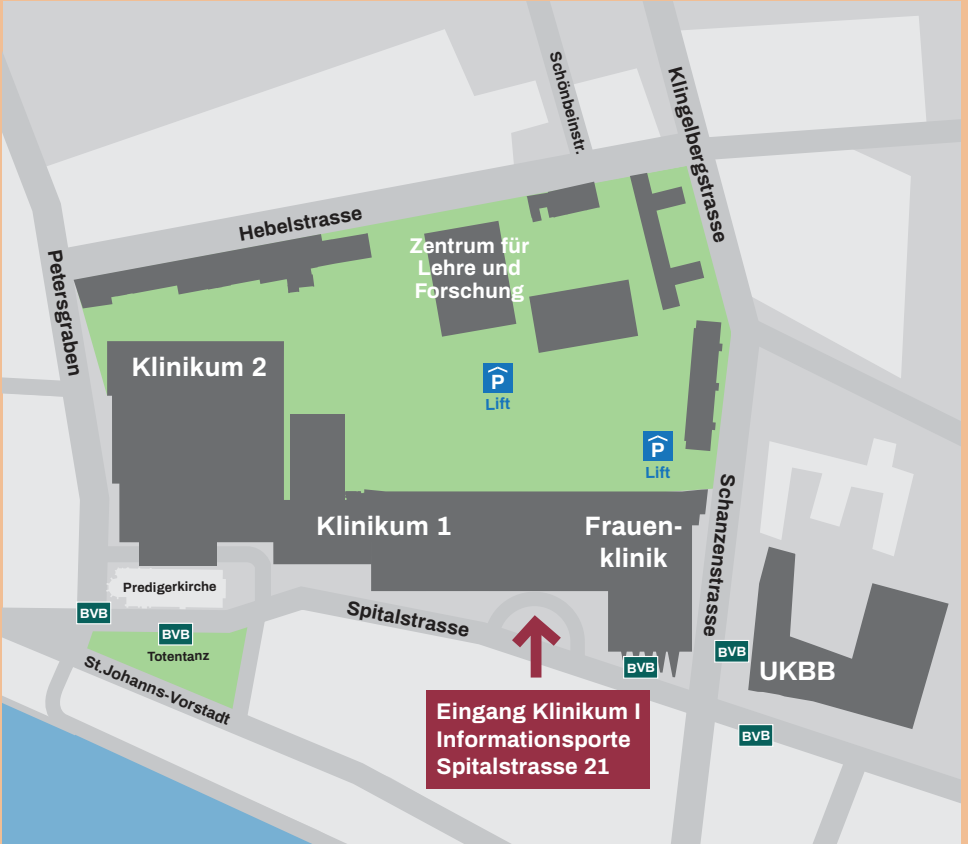 Schönbeinstr.
Klingelbergstrasse
Hebelstrasse
Petersgraben
Zentrum für
Lehre und
Forschung
Klinikum 2
P
Lift
P
Lift
Klinikum 1
Frauen-
klinik
Schanzenstrasse
Predigerkirche
BVB
BVB
Totentanz
Spitalstrasse
St.Johanns-Vorstadt
BVB
BVB
UKBB
BVB
Eingang Klinikum I
Informationsporte
Spitalstrasse 21